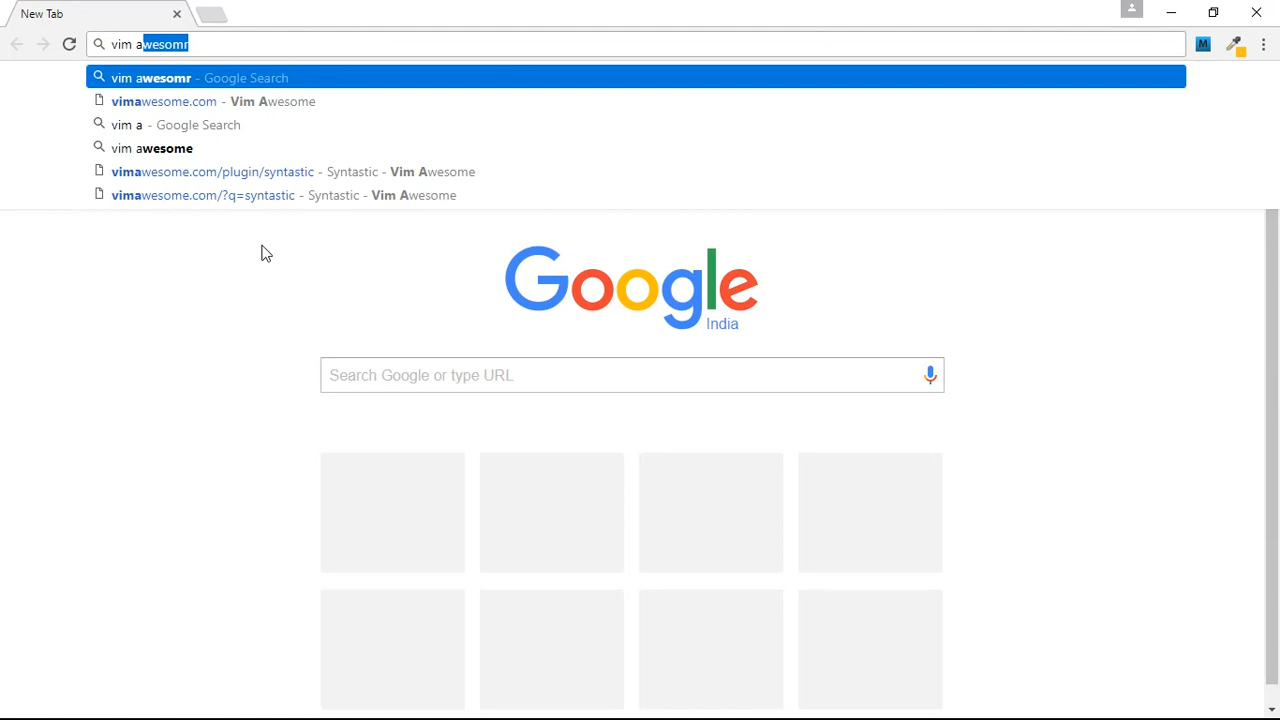 New Tab
vim awesomr
vim awesomr - Google Search
vimawesome.com - Vim Awesome
vim a - Google Search
vim awesome
vimawesome.com/plugin/syntastic - Syntastic - Vim Awesome
vimawesome.com/?q=syntastic - Syntastic - Vim Awesome
Google
India
Search Google or type URL
M